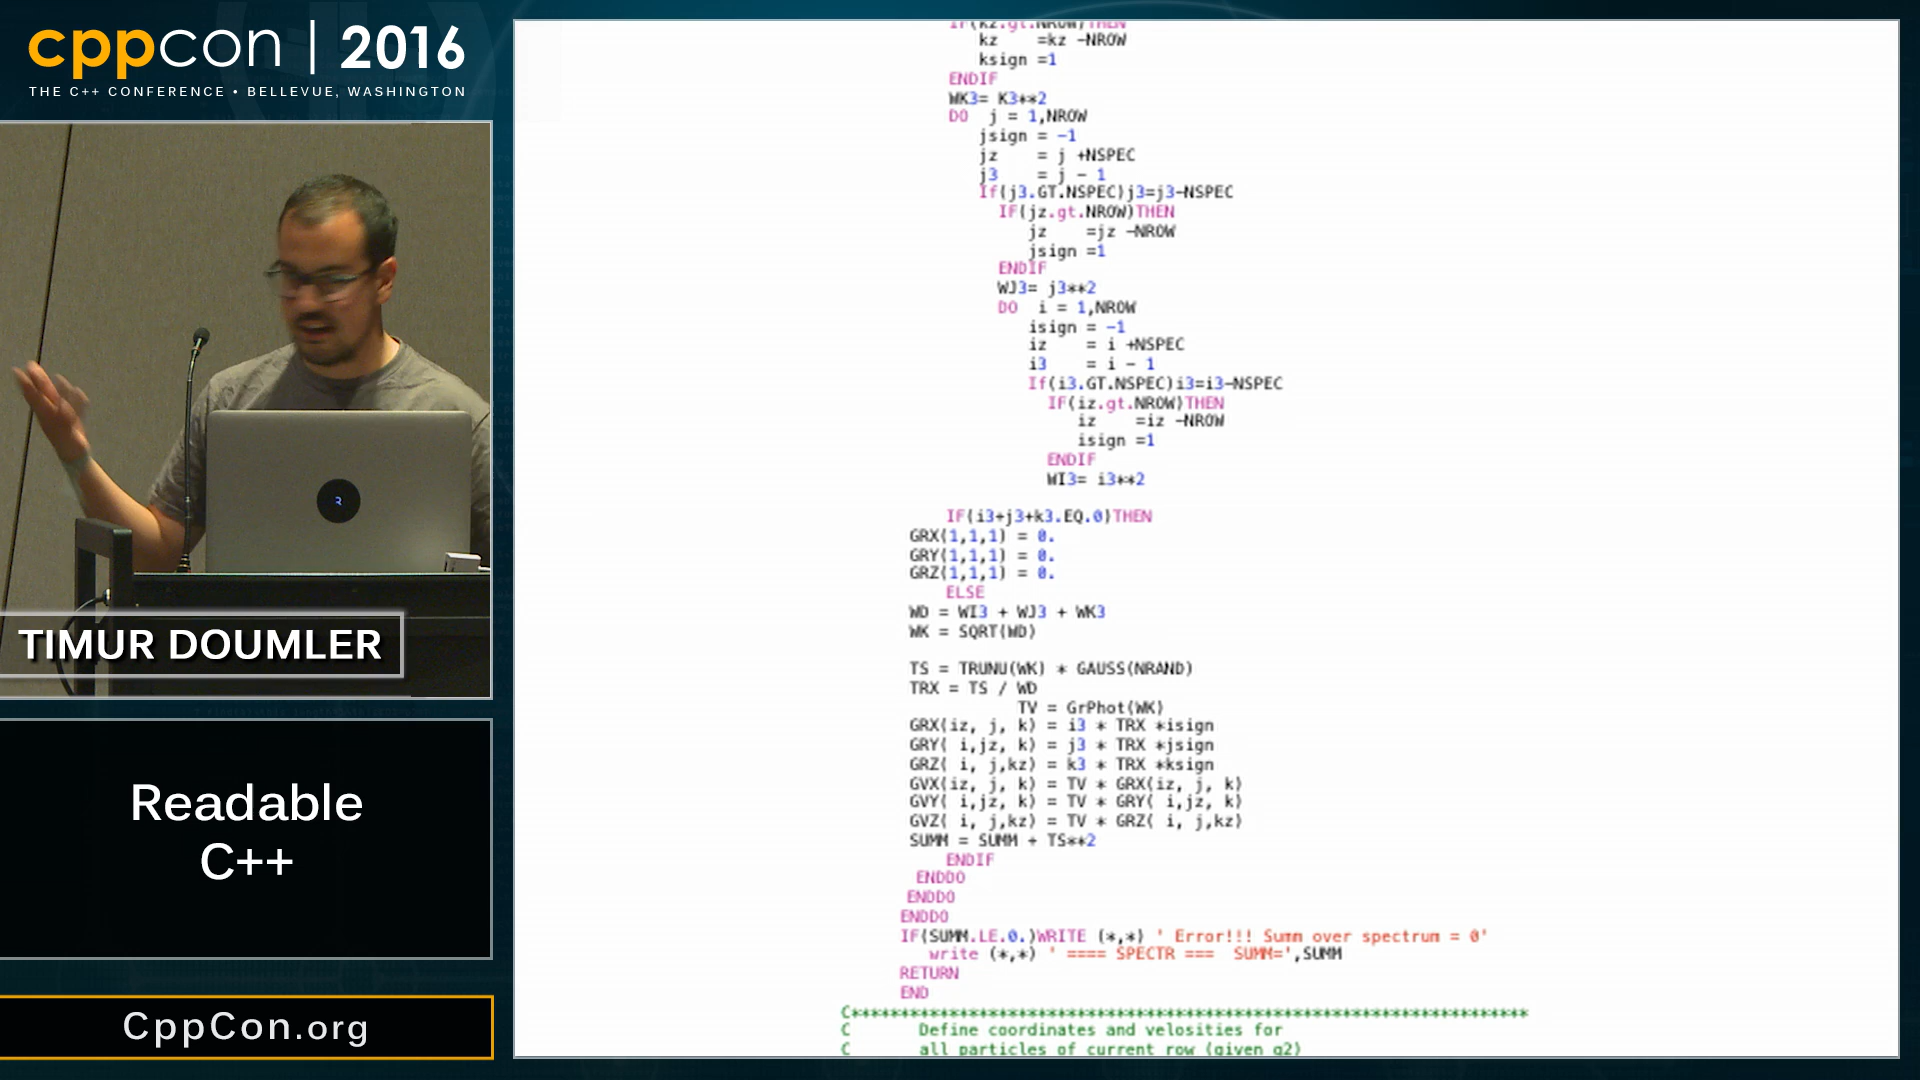 cppcon | 2016
THE C++ CONFERENCE • BELLEVUE, WASHINGTON
TIMUR DOUMLER
Readable
C++
CppCon.org
IF(kz.gt.NROW)THEN
kz =kz -NROW
ksign =1
ENDIF
WK3= K3**2
DO j = 1,NROW
jsign = -1
jz = j +NSPEC
j3 = j - 1
If(j3.GT.NSPEC)j3=j3-NSPEC
IF(jz.gt.NROW)THEN
jz =jz -NROW
jsign =1
ENDIF
WJ3= j3**2
DO i = 1,NROW
isign = -1
iz = i +NSPEC
i3 = i - 1
If(i3.GT.NSPEC)i3=i3-NSPEC
IF(iz.gt.NROW)THEN
iz =iz -NROW
isign =1
ENDIF
WI3= i3**2
IF(i3+j3+k3.EQ.0)THEN
GRX(1,1,1) = 0.
GRY(1,1,1) = 0.
GRZ(1,1,1) = 0.
ELSE
WD = WI3 + WJ3 + WK3
WK = SQRT(WD)
TS = TRUNU(WK) * GAUSS(NRAND)
TRX = TS / WD
TV = GrPhot(WK)
GRX(iz, j, k) = i3 * TRX *isign
GRY( i,jz, k) = j3 * TRX *jsign
GRZ( i, j,kz) = k3 * TRX *ksign
GVX(iz, j, k) = TV * GRX(iz, j, k)
GVY( i,jz, k) = TV * GRY( i,jz, k)
GVZ( i, j,kz) = TV * GRZ( i, j,kz)
SUMM = SUMM + TS**2
ENDIF
ENDDO
ENDDO
ENDDO
IF(SUMM.LE.0.)WRITE (*,*) ' Error!!! Summ over spectrum = 0'
write (*,*) ' ==== SPECTR ===  SUMM=',SUMM
RETURN
END
C*********************************************************************
C Define coordinates and velosities for
C all particles of current row (given q2)